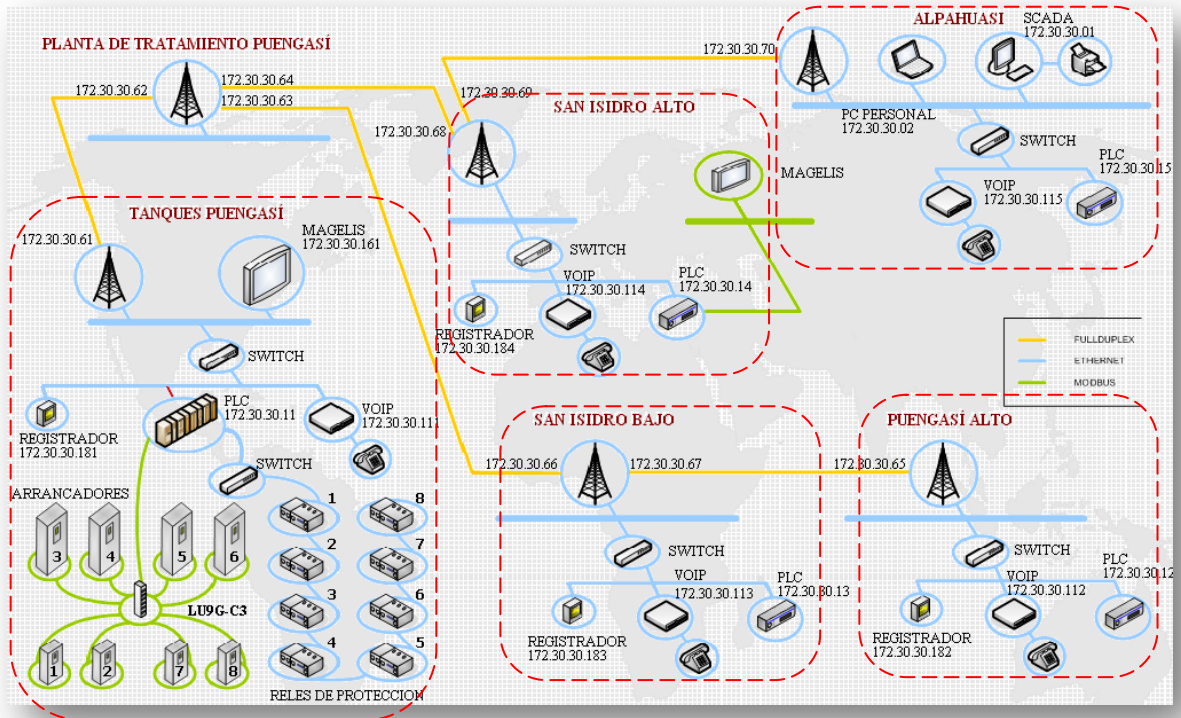 PLANTA DE TRATAMIENTO PUENGASÍ
172.30.30.62
172.30.30.64
172.30.30.63
172.30.30.69
172.30.30.68
172.30.30.70
ALPAHUASI
SCADA
172.30.30.01
PC PERSONAL
172.30.30.02
SWITCH
PLC
172.30.30.15
VOIP
172.30.30.115
SAN ISIDRO ALTO
MAGELIS
SWITCH
VOIP
172.30.30.114
PLC
172.30.30.14
REGISTRADOR
172.30.30.184
TANQUES PUENGASÍ
172.30.30.61
MAGELIS
172.30.30.161
SWITCH
PLC
172.30.30.11
VOIP
172.30.30.111
REGISTRADOR
172.30.30.181
SWITCH
ARRANCADORES
3
4
5
6
LU9G-C3
1
2
7
8
1
8
2
7
3
6
4
5
RELES DE PROTECCION
FULLDUPLEX
ETHERNET
MODBUS
SAN ISIDRO BAJO
172.30.30.66
172.30.30.67
SWITCH
VOIP
172.30.30.113
PLC
172.30.30.13
REGISTRADOR
172.30.30.183
PUENGASÍ ALTO
172.30.30.65
SWITCH
VOIP
172.30.30.112
PLC
172.30.30.12
REGISTRADOR
172.30.30.182